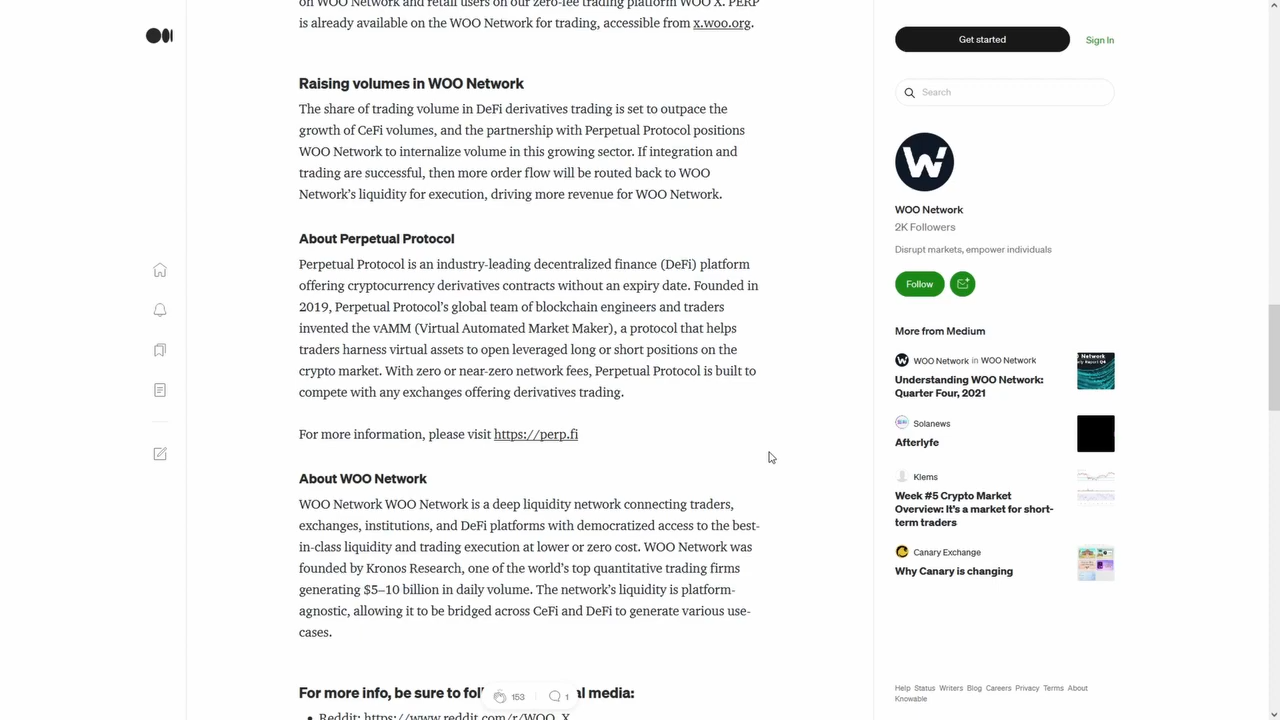 on WOO Network and retail users on our zero-fee trading platform WOO X. PERP
is already available on the WOO Network for trading, accessible from x.woo.org.
Raising volumes in WOO Network
The share of trading volume in DeFi derivatives trading is set to outpace the
growth of CeFi volumes, and the partnership with Perpetual Protocol positions
WOO Network to internalize volume in this growing sector. If integration and
trading are successful, then more order flow will be routed back to WOO
Network’s liquidity for execution, driving more revenue for WOO Network.
About Perpetual Protocol
Perpetual Protocol is an industry-leading decentralized finance (DeFi) platform
offering cryptocurrency derivatives contracts without an expiry date. Founded in
2019, Perpetual Protocol’s global team of blockchain engineers and traders
invented the vAMM (Virtual Automated Market Maker), a protocol that helps
traders harness virtual assets to open leveraged long or short positions on the
crypto market. With zero or near-zero network fees, Perpetual Protocol is built to
compete with any exchanges offering derivatives trading.
For more information, please visit https://perp.fi
About WOO Network
WOO Network WOO Network is a deep liquidity network connecting traders,
exchanges, institutions, and DeFi platforms with democratized access to the best-
in-class liquidity and trading execution at lower or zero cost. WOO Network was
founded by Kronos Research, one of the world’s top quantitative trading firms
generating $5–10 billion in daily volume. The network’s liquidity is platform-
agnostic, allowing it to be bridged across CeFi and DeFi to generate various use-
cases.
For more info, be sure to fol l media:
153 1
Reddit: https://www.reddit.com/r/WOO_X
Get started
Sign In
Search
WOO Network
2K Followers
Disrupt markets, empower individuals
Follow
More from Medium
WOO Network in WOO Network
Understanding WOO Network:
Quarter Four, 2021
Solanews
Afterlyfe
Klems
Week #5 Crypto Market
Overview: It’s a market for short-
term traders
Canary Exchange
Why Canary is changing
Help Status Writers Blog Careers Privacy Terms About
Knowable